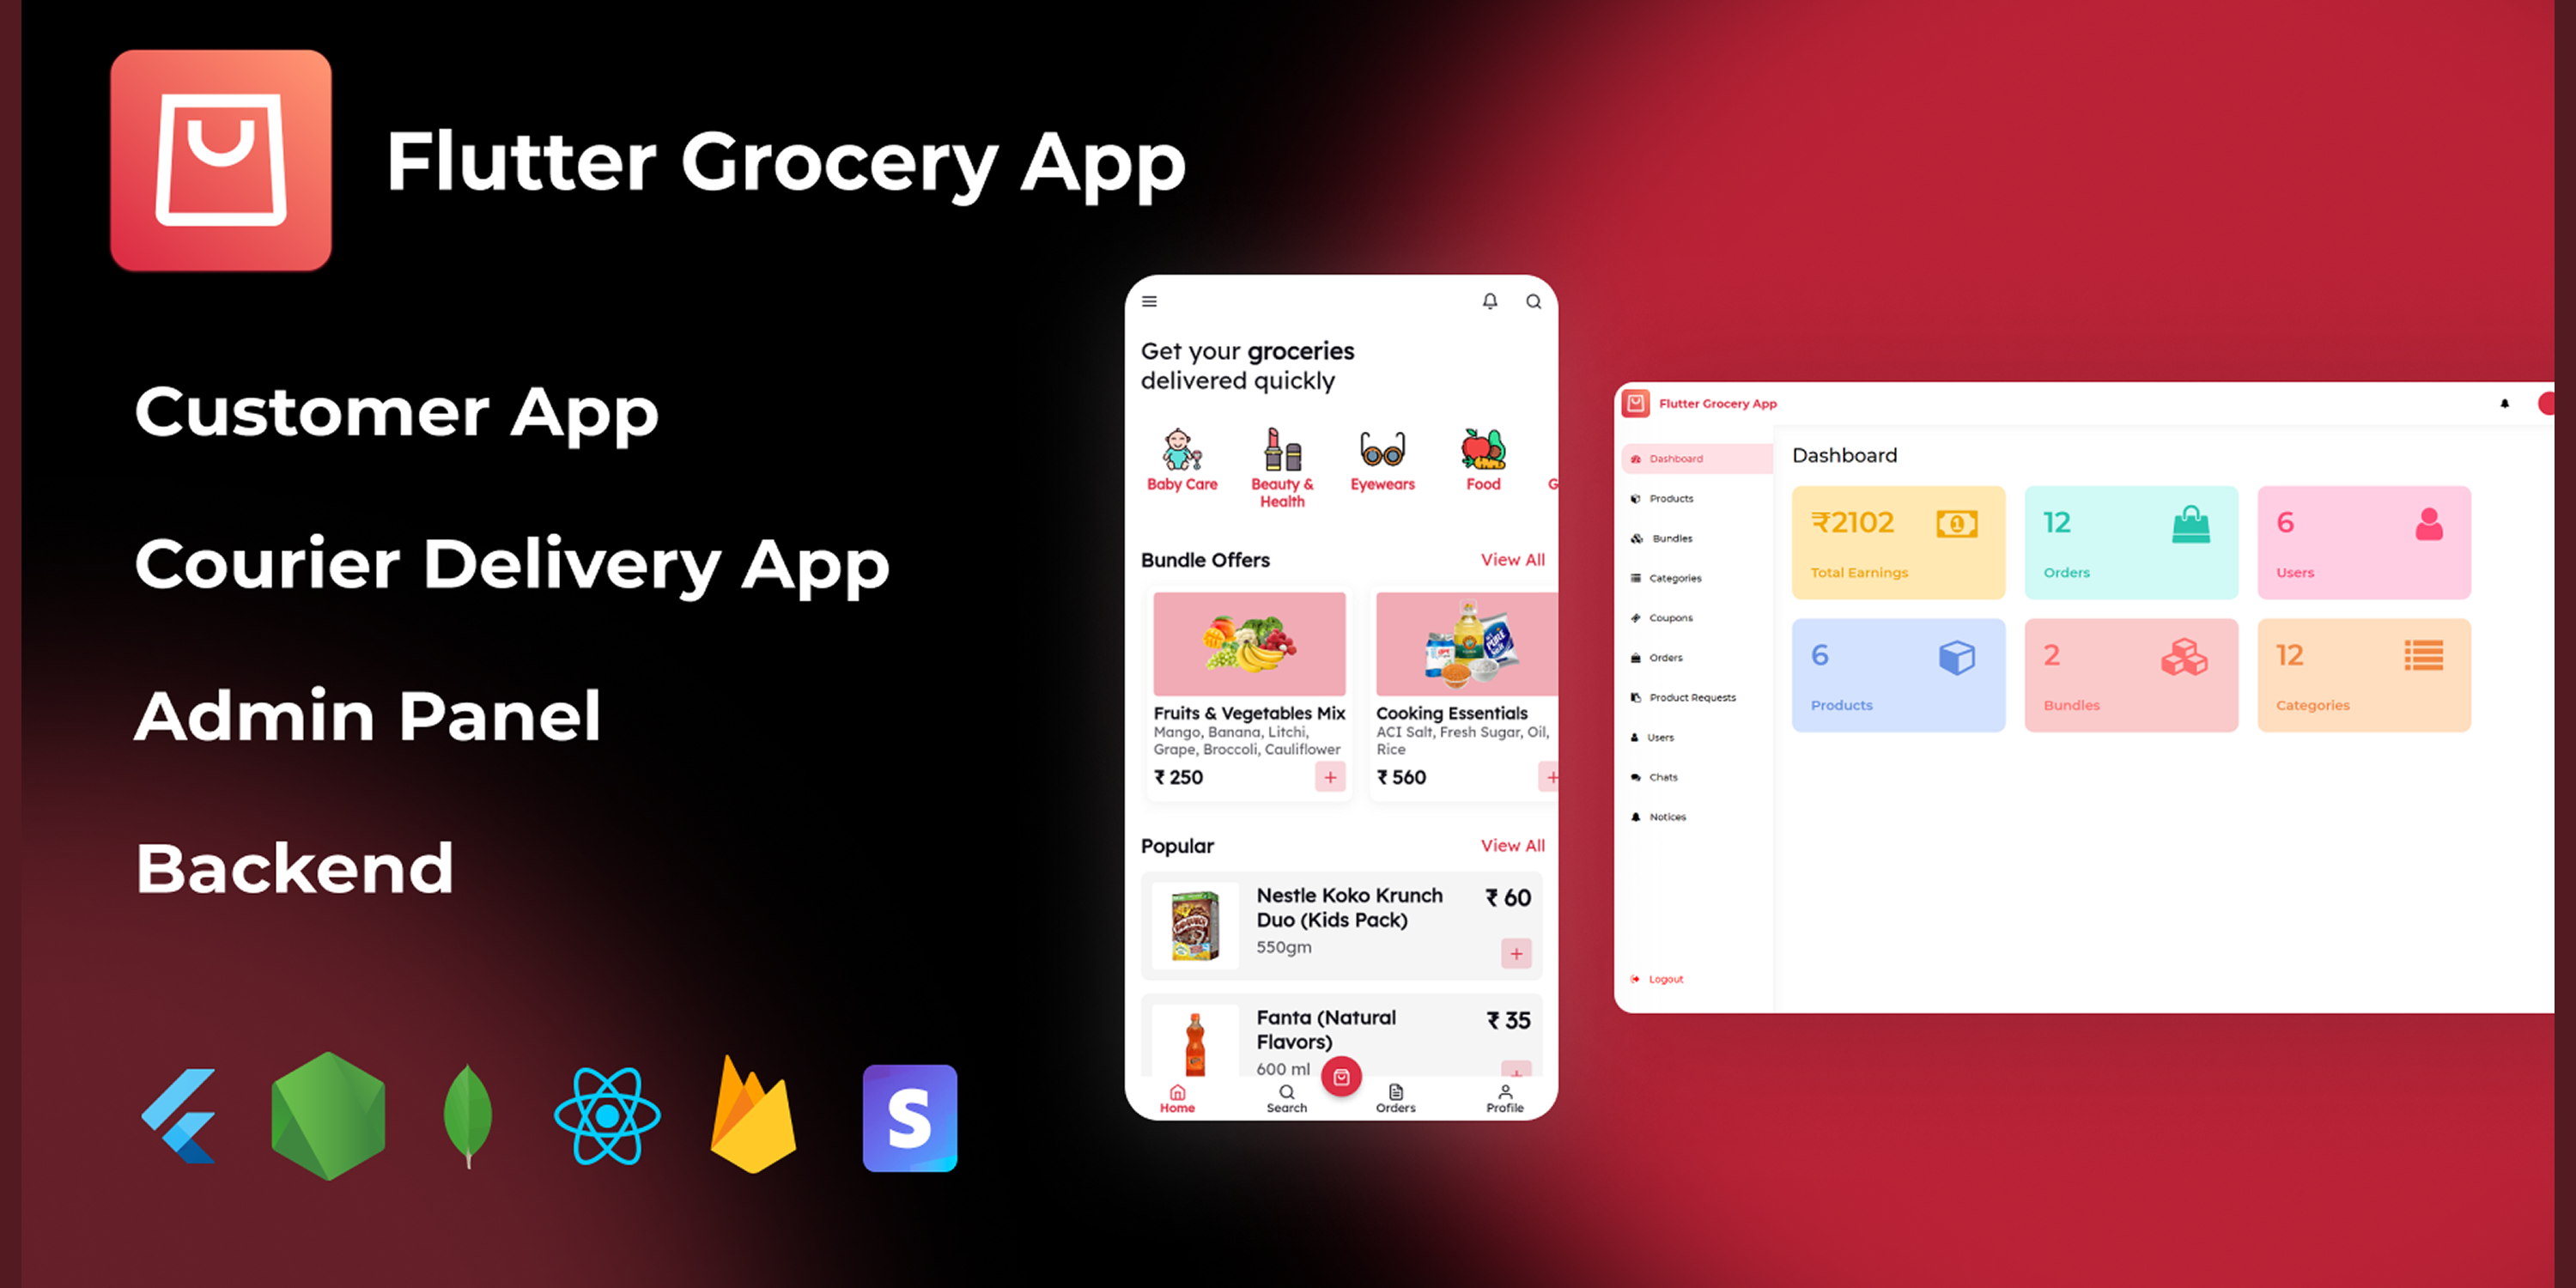 Flutter Grocery App
Customer App
Courier Delivery App
Admin Panel
Backend
S
Get your groceries
delivered quickly
Baby Care
Beauty &
Health
Eyewears
Food
G
Bundle Offers
View All
Fruits & Vegetables Mix
Mango, Banana, Litchi,
Grape, Broccoli, Cauliflower
₹ 250
+
Cooking Essentials
ACI Salt, Fresh Sugar, Oil,
Rice
₹ 560
+
Popular
View All
Nestle Koko Krunch
Duo (Kids Pack)
550gm
₹ 60
+
Fanta (Natural
Flavors)
600 ml
₹ 35
+
Home
Search
Orders
Profile
Flutter Grocery App
Dashboard
Products
Bundles
Categories
Coupons
Orders
Product Requests
Users
Chats
Notices
Logout
Dashboard
₹2102
1
Total Earnings
12
Orders
6
Users
6
Products
2
Bundles
12
Categories